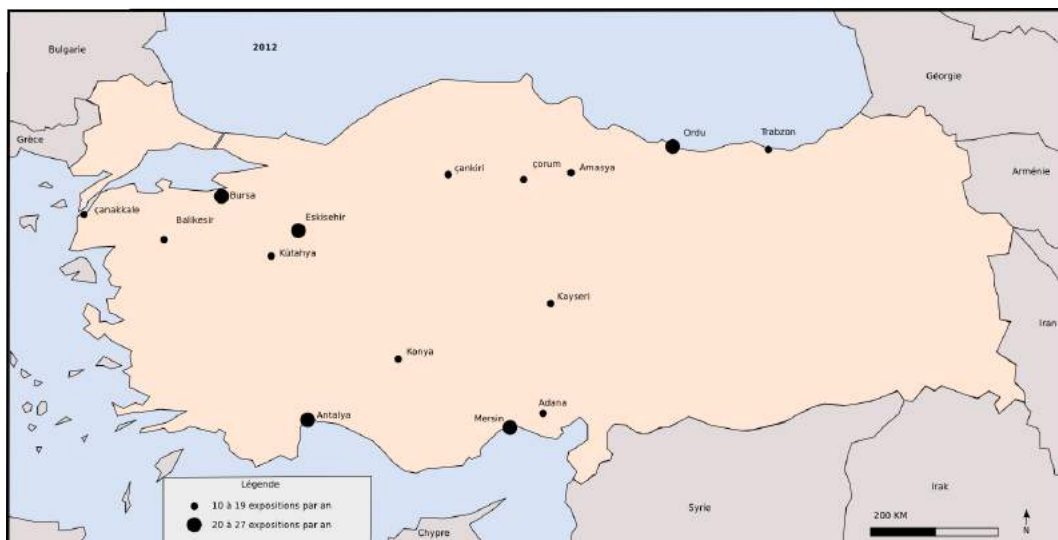 Bulgarie
2012
Géorgie
Grèce
Ordu
Trabzon
çankiri
çorum
Amasya
Arménie
Bursa
çanakkale
Balikesir
Eskisehir
Kütahya
Kayseri
Iran
Konya
Adana
Antalya
Mersin
Légende
10 à 19 expositions par an
20 à 27 expositions par an
Chypre
Syrie
Irak
200 KM
N